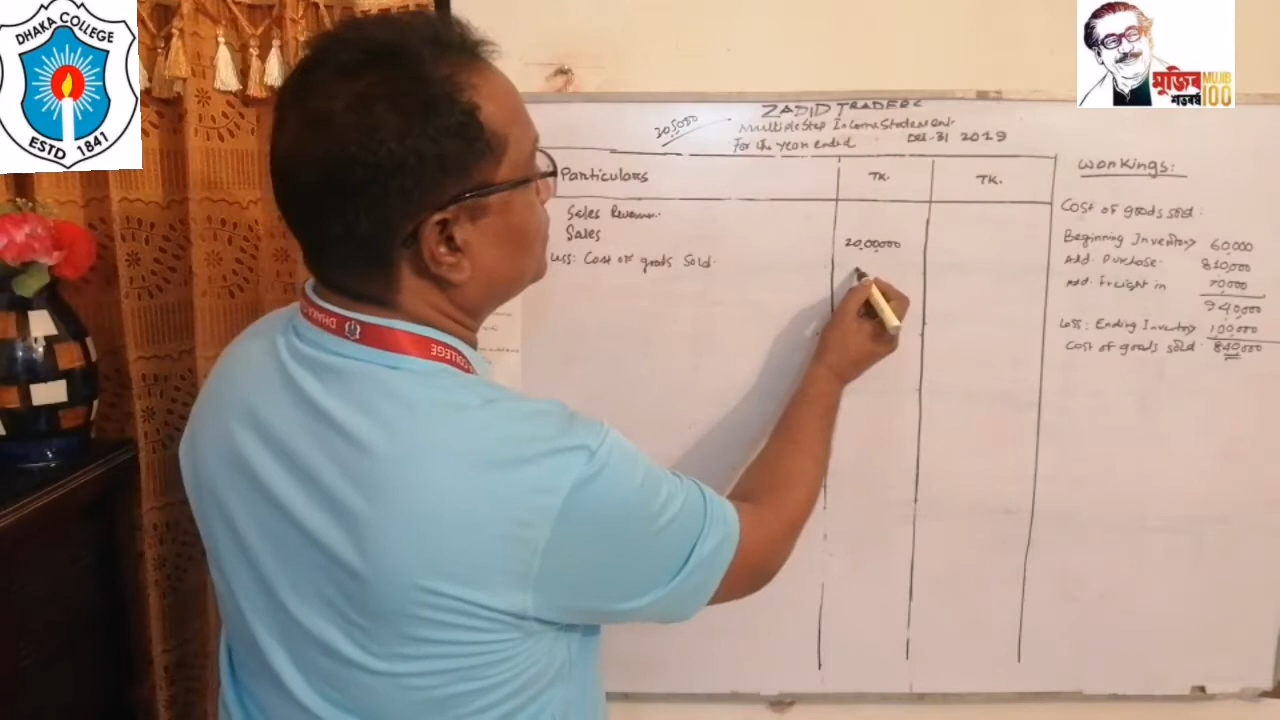 DHAKA COLLEGE
ESTD 1841
মুজিব শতবর্ষ
MUJIB 100
ZADID TRADERS
205000
Multiple Step Income Statement
For the year ended Dec-31 2019
Particulars TK. TK.
Sales Revenue.
Sales 20,00000
Less: Cost of goods Sold.
Workings:
Cost of goods sold:
Beginning Inventory 60,000
Add. Purchase. 810,000
Add. Freight in 70,000
940,000
Less: Ending Inventory 100,000
Cost of goods sold. 840,000
DHAKA
COLLEGE